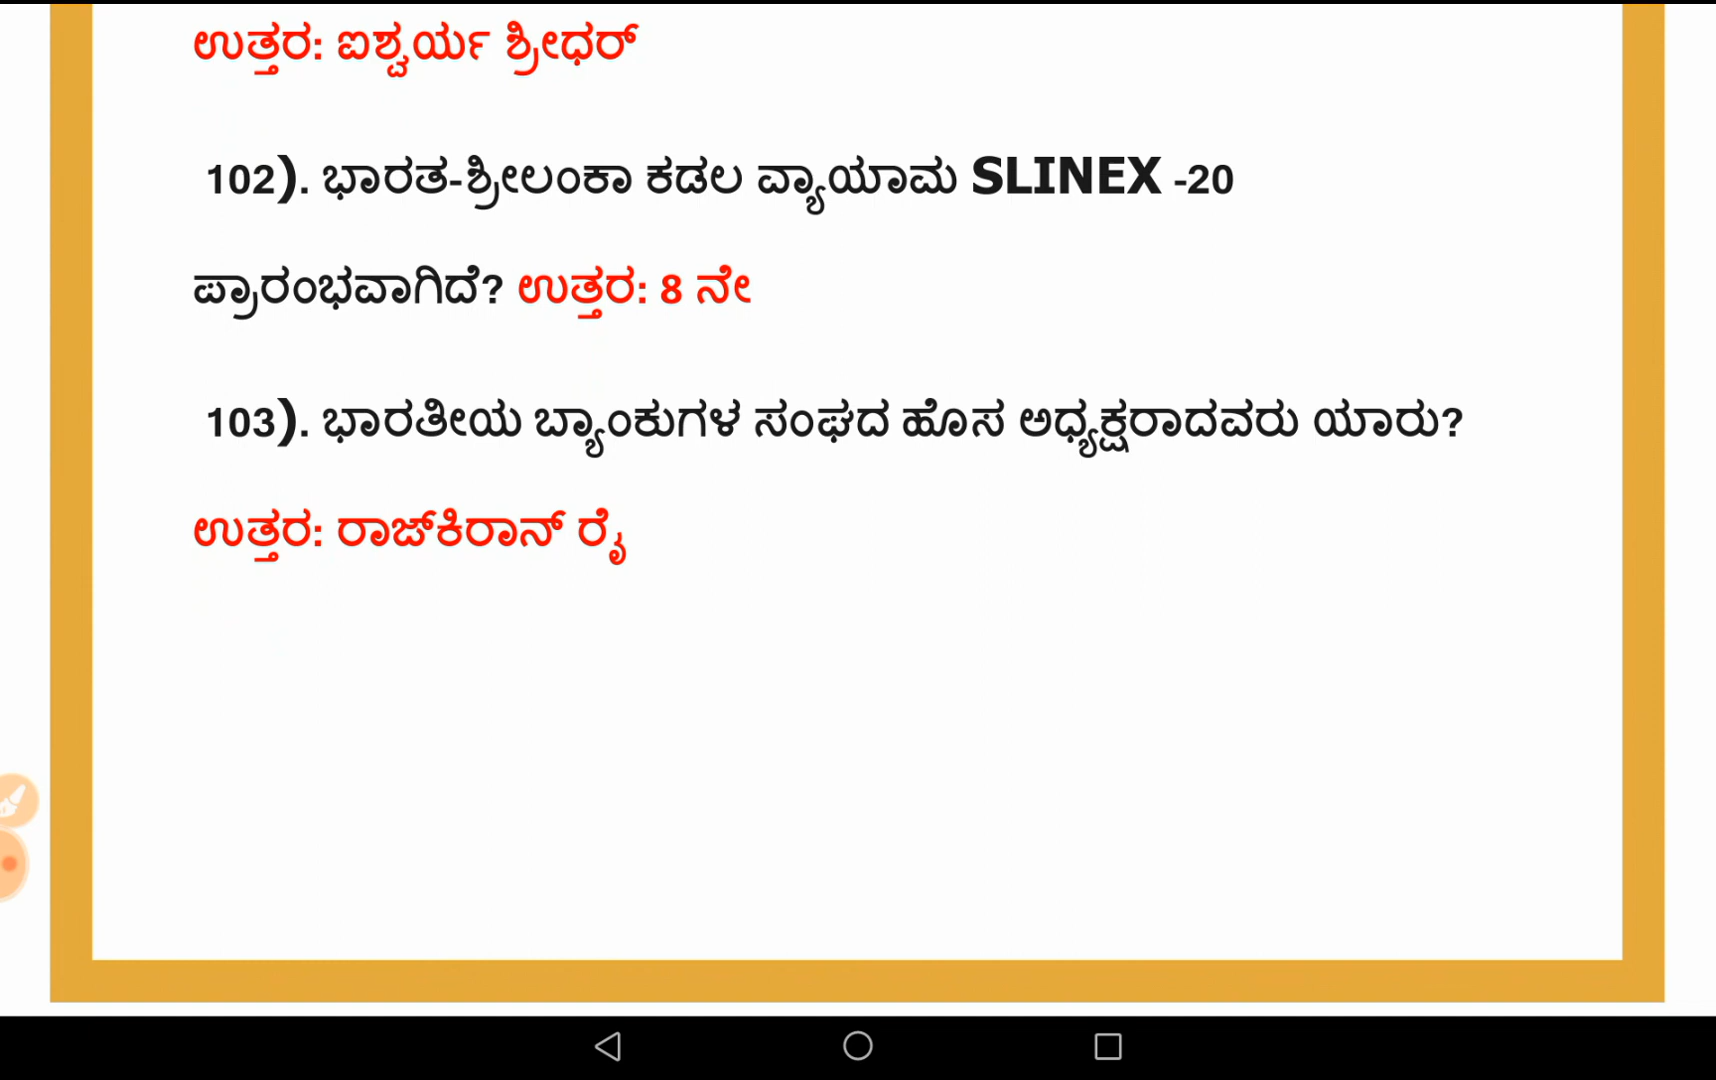 ಉತ್ತರ: ಐಶ್ವರ್ಯ ಶ್ರೀಧರ್
102). ಭಾರತ-ಶ್ರೀಲಂಕಾ ಕಡಲ ವ್ಯಾಯಾಮ SLINEX -20
ಪ್ರಾರಂಭವಾಗಿದೆ? ಉತ್ತರ: 8 ನೇ
103). ಭಾರತೀಯ ಬ್ಯಾಂಕುಗಳ ಸಂಘದ ಹೊಸ ಅಧ್ಯಕ್ಷರಾದವರು ಯಾರು?
ಉತ್ತರ: ರಾಜ್‌ಕಿರಾನ್ ರೈ